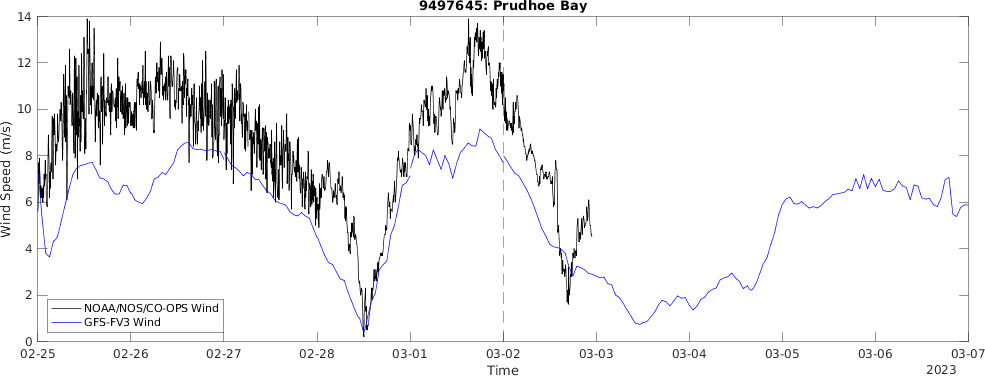 9497645: Prudhoe Bay
14
12
10
8
6
4
2
0
Wind Speed (m/s)
NOAA/NOS/CO-OPS Wind
GFS-FV3 Wind
02-25 02-26 02-27 02-28 03-01 03-02 03-03 03-04 03-05 03-06 03-07
Time
2023